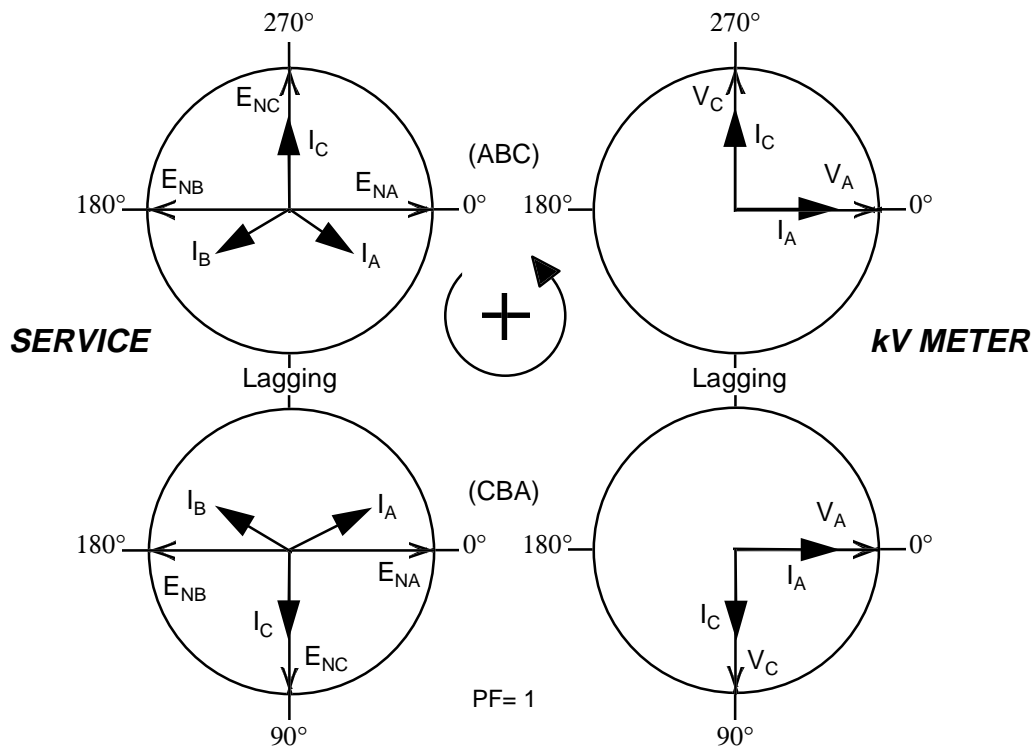 270°
270°
E_NC
V_C
I_C
I_C
(ABC)
E_NB
E_NA
V_A
180°
0°
180°
0°
I_B
I_A
I_A
SERVICE
kV METER
Lagging
Lagging
(CBA)
I_B
I_A
V_A
180°
0°
180°
0°
E_NB
E_NA
I_A
I_C
I_C
E_NC
V_C
PF= 1
90°
90°